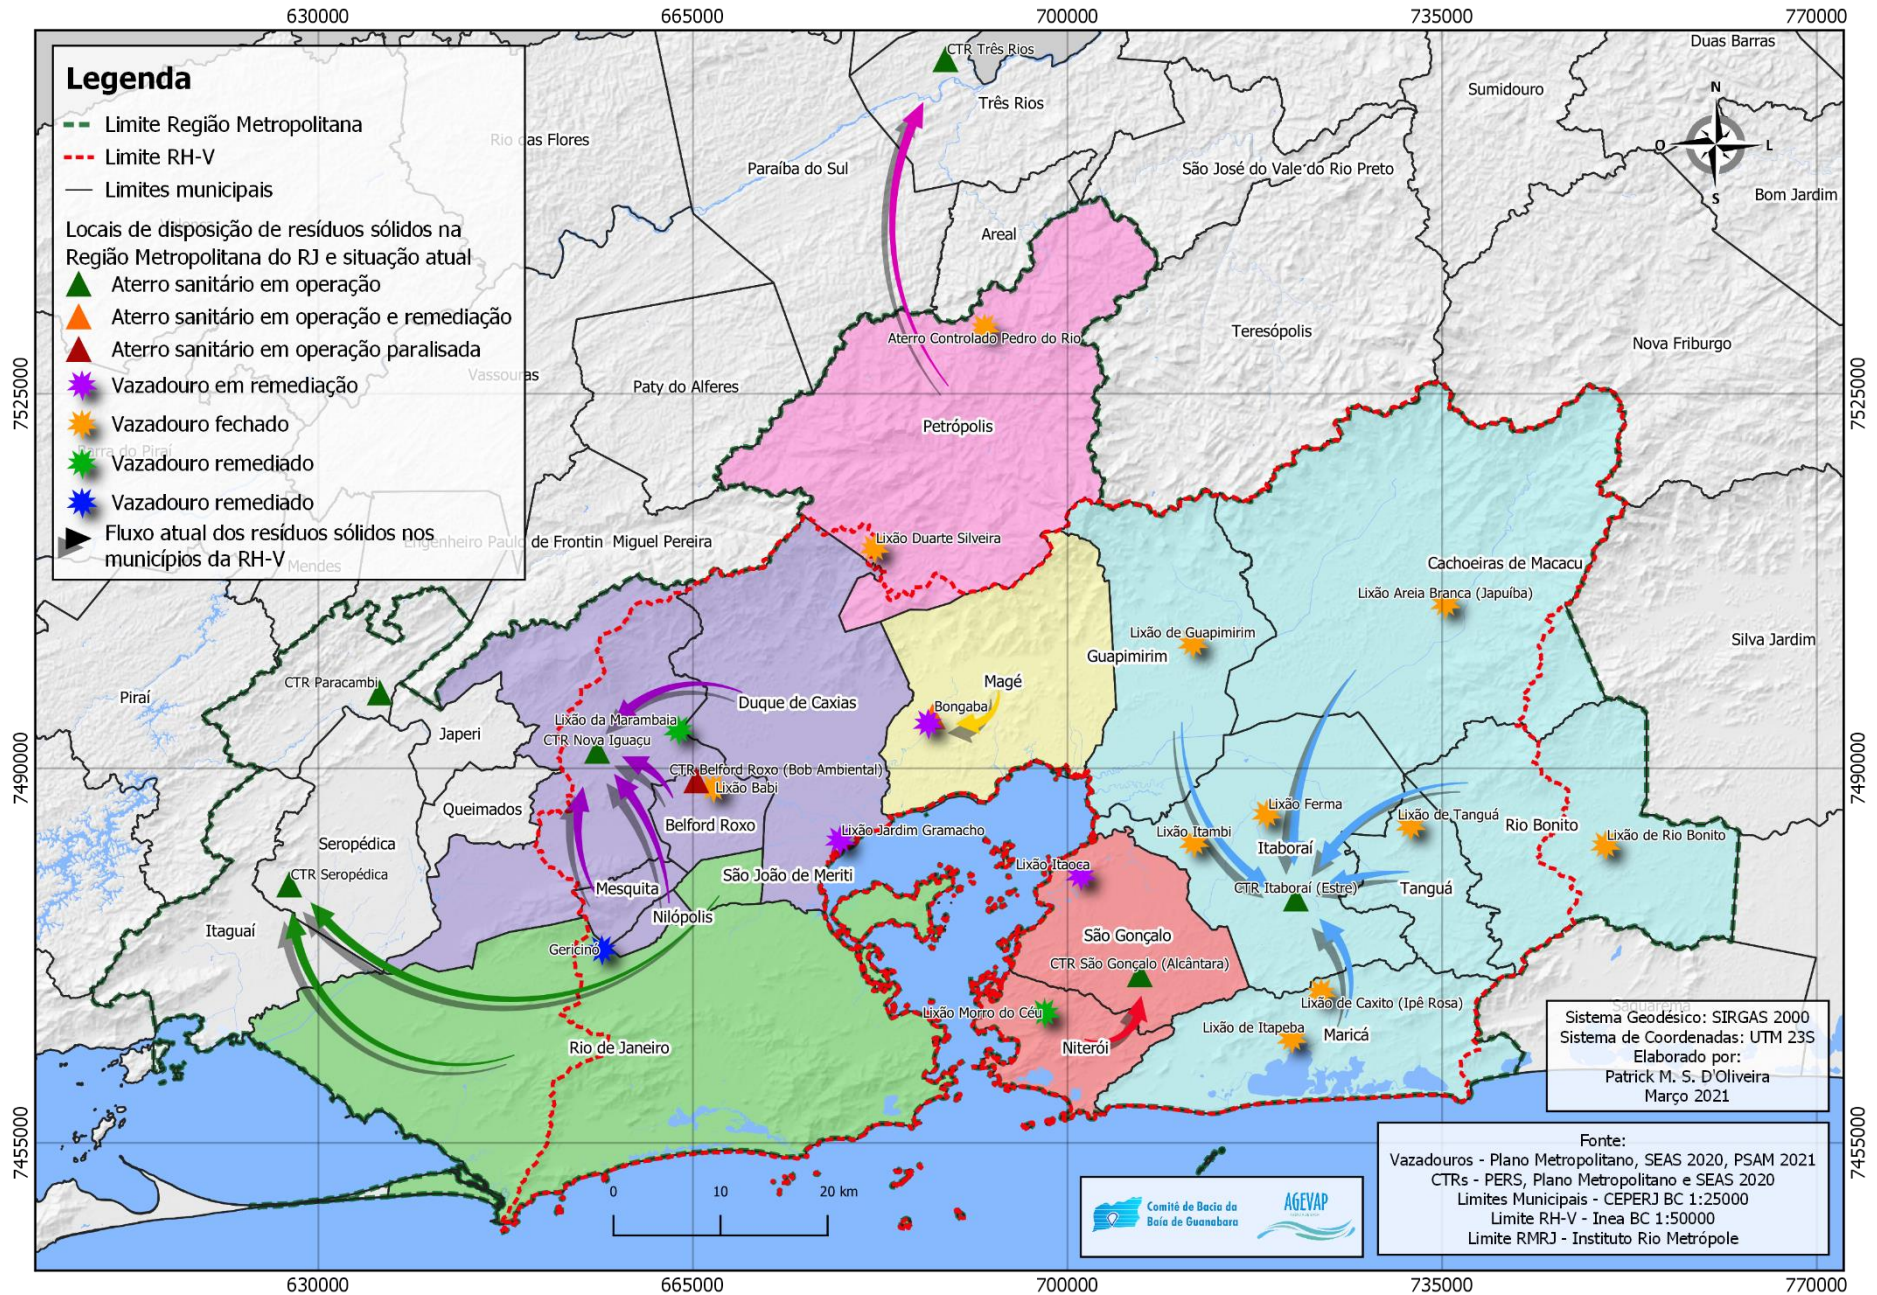 630000
665000
700000
735000
770000
Legenda
Limite Região Metropolitana
Limite RH-V
Limites municipais
Locais de disposição de resíduos sólidos na
Região Metropolitana do RJ e situação atual
Aterro sanitário em operação
Aterro sanitário em operação e remediação
Aterro sanitário em operação paralisada
Vazadouro em remediação
Vazadouro fechado
Vazadouro remediado
Vazadouro remediado
Fluxo atual dos resíduos sólidos nos
municípios da RH-V
CTR Três Rios
Três Rios
Duas Barras
Sumidouro
N
O
L
S
Rio das Flores
Paraíba do Sul
São José do Vale do Rio Preto
Bom Jardim
Areal
Teresópolis
Aterro Controlado Pedro do Rio
Nova Friburgo
Vassouras
Paty do Alferes
7525000
7525000
Petrópolis
Barra do Piraí
Engenheiro Paulo de Frontin
Miguel Pereira
Mendes
Lixão Duarte Silveira
Cachoeiras de Macacu
Lixão Areia Branca (Japuíba)
Lixão de Guapimirim
Guapimirim
Silva Jardim
Piraí
CTR Paracambi
Magé
Bongaba
Duque de Caxias
Lixão da Marambaia
CTR Nova Iguaçu
Japeri
7490000
7490000
CTR Belford Roxo (Bob Ambiental)
Lixão Babi
Queimados
Belford Roxo
Lixão Jardim Gramacho
Lixão Ferma
Lixão Itambi
Lixão de Tanguá
Rio Bonito
Lixão de Rio Bonito
Itaboraí
Seropédica
CTR Seropédica
São João de Meriti
Lixão Itaoca
Mesquita
CTR Itaboraí (Estre)
Tanguá
Nilópolis
Itaguaí
Gericinó
São Gonçalo
CTR São Gonçalo (Alcântara)
Lixão Morro do Céu
Lixão de Caxito (Ipê Rosa)
Lixão de Itapeba
Maricá
Saquarema
Rio de Janeiro
Niterói
Sistema Geodésico: SIRGAS 2000
Sistema de Coordenadas: UTM 23S
Elaborado por:
Patrick M. S. D'Oliveira
Março 2021
7455000
7455000
Fonte:
Vazadouros - Plano Metropolitano, SEAS 2020, PSAM 2021
CTRs - PERS, Plano Metropolitano e SEAS 2020
Limites Municipais - CEPERJ BC 1:25000
Limite RH-V - Inea BC 1:50000
Limite RMRJ - Instituto Rio Metrópole
0
10
20 km
Comitê de Bacia da
Baía de Guanabara
AGEVAP
630000
665000
700000
735000
770000